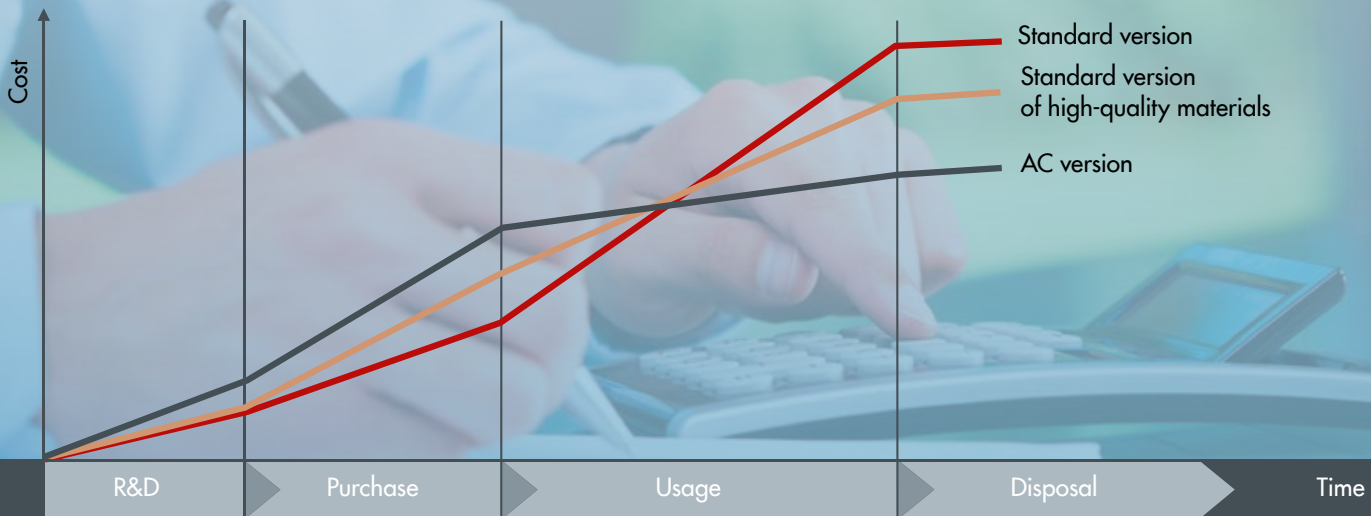 Cost
Standard version
Standard version
of high-quality materials
AC version
R&D
Purchase
Usage
Disposal
Time